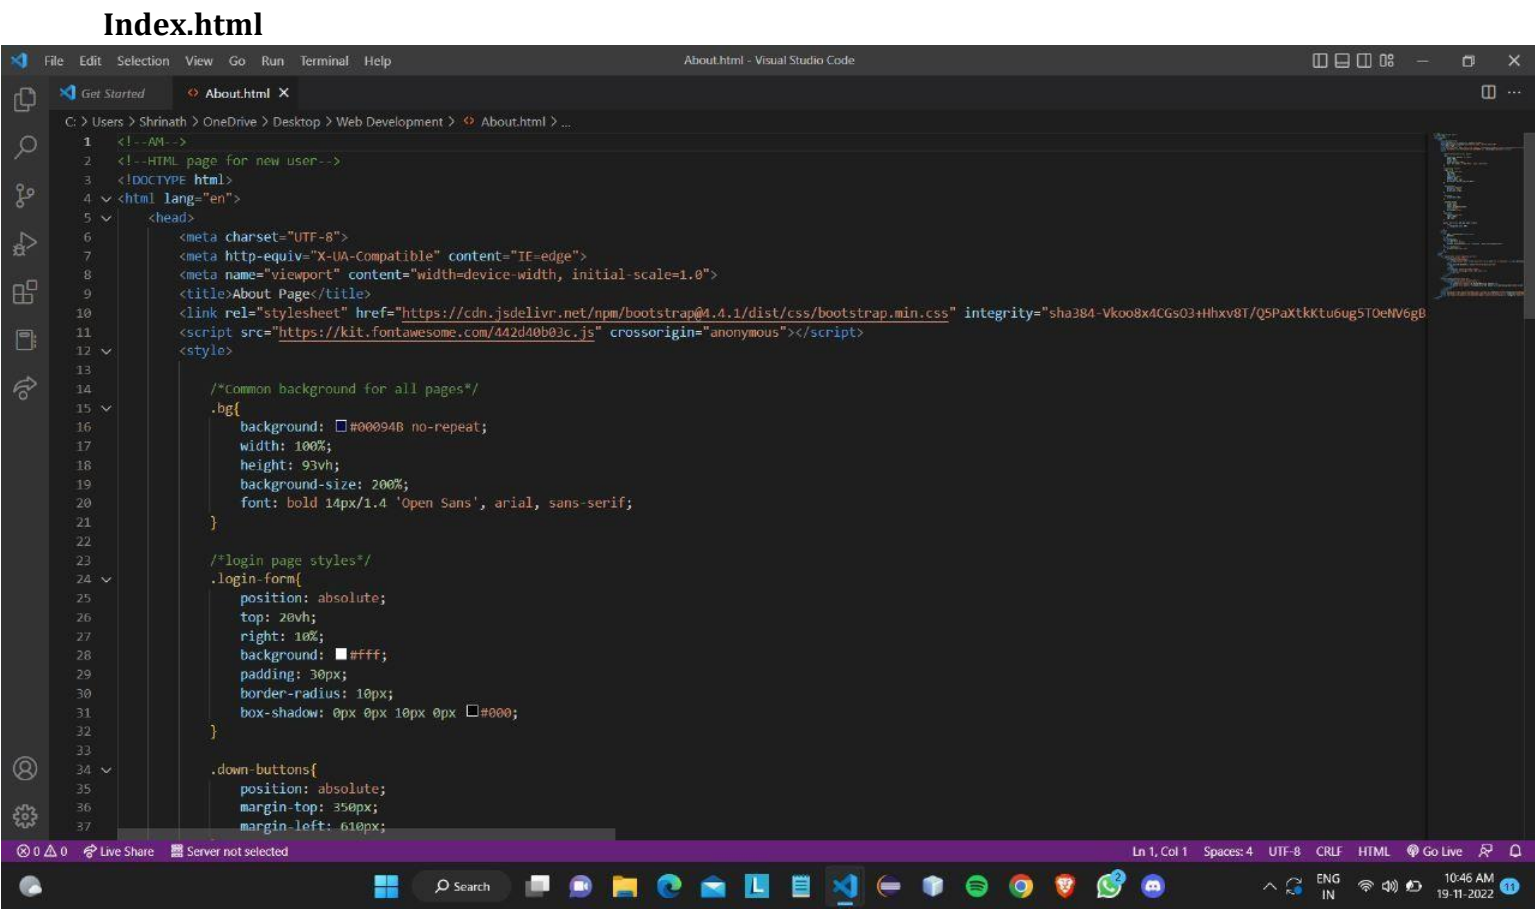 Index.html
File Edit Selection View Go Run Terminal Help
About.html - Visual Studio Code
Get Started
<> About.html ×
C: > Users > Shrinath > OneDrive > Desktop > Web Development > <> About.html > ...
1 <!--AM-->
2 <!--HTML page for new user-->
3 <!DOCTYPE html>
4 <html lang="en">
5 <head>
6 <meta charset="UTF-8">
7 <meta http-equiv="X-UA-Compatible" content="IE=edge">
8 <meta name="viewport" content="width=device-width, initial-scale=1.0">
9 <title>About Page</title>
10 <link rel="stylesheet" href="https://cdn.jsdelivr.net/npm/bootstrap@4.4.1/dist/css/bootstrap.min.css" integrity="sha384-Vkoo8x4CGsO3+Hhxv8T/Q5PaXtkKtu6ug5TOeNV6gB
11 <script src="https://kit.fontawesome.com/442d40b03c.js" crossorigin="anonymous"></script>
12 <style>
13
14 /*Common background for all pages*/
15 .bg{
16 background: #00094B no-repeat;
17 width: 100%;
18 height: 93vh;
19 background-size: 200%;
20 font: bold 14px/1.4 'Open Sans', arial, sans-serif;
21 }
22
23 /*login page styles*/
24 .login-form{
25 position: absolute;
26 top: 20vh;
27 right: 10%;
28 background: #fff;
29 padding: 30px;
30 border-radius: 10px;
31 box-shadow: 0px 0px 10px 0px #000;
32 }
33
34 .down-buttons{
35 position: absolute;
36 margin-top: 350px;
37 margin-left: 610px;
0 0 Live Share Server not selected
Ln 1, Col 1 Spaces: 4 UTF-8 CRLF HTML Go Live
Search
L
2
ENG
IN
10:46 AM
19-11-2022
11